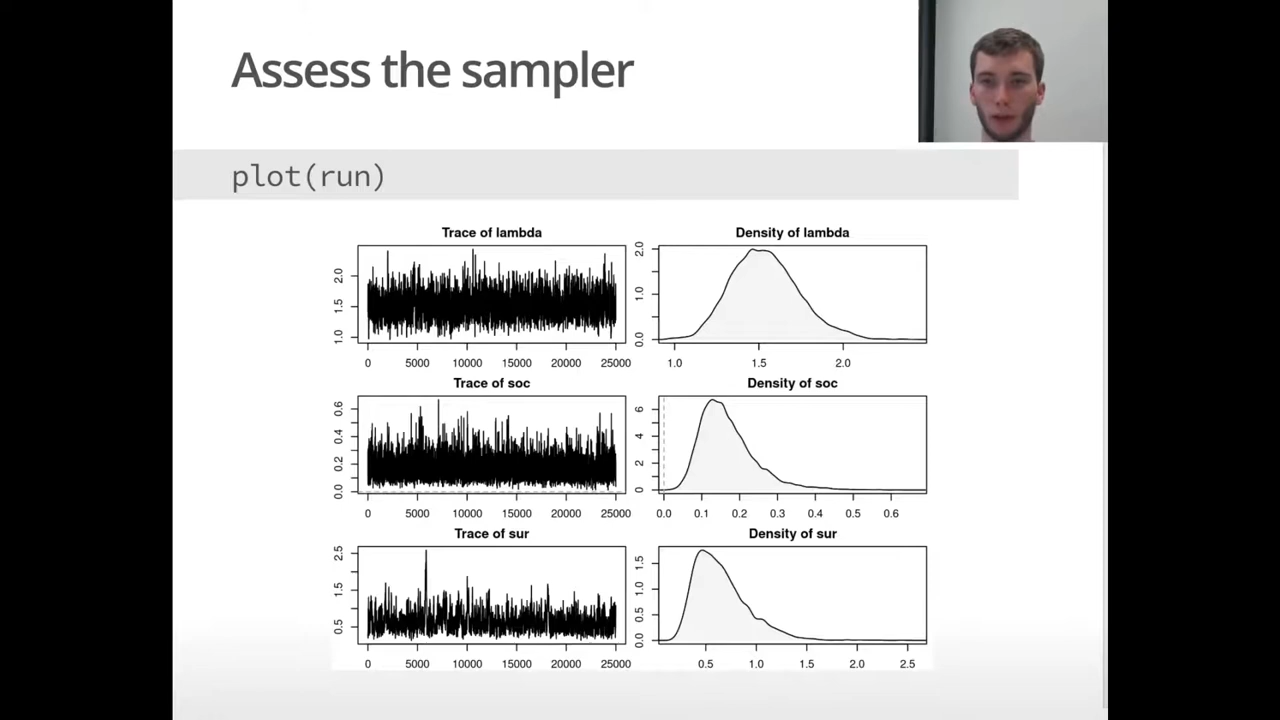 Assess the sampler
plot(run)
Trace of lambda
1.0 1.5 2.0
0 5000 10000 15000 20000 25000
Density of lambda
0.0 1.0 2.0
1.0 1.5 2.0
Trace of soc
0.0 0.2 0.4 0.6
0 5000 10000 15000 20000 25000
Density of soc
0 2 4 6
0.0 0.1 0.2 0.3 0.4 0.5 0.6
Trace of sur
0.5 1.5 2.5
0 5000 10000 15000 20000 25000
Density of sur
0.0 0.5 1.0 1.5
0.5 1.0 1.5 2.0 2.5